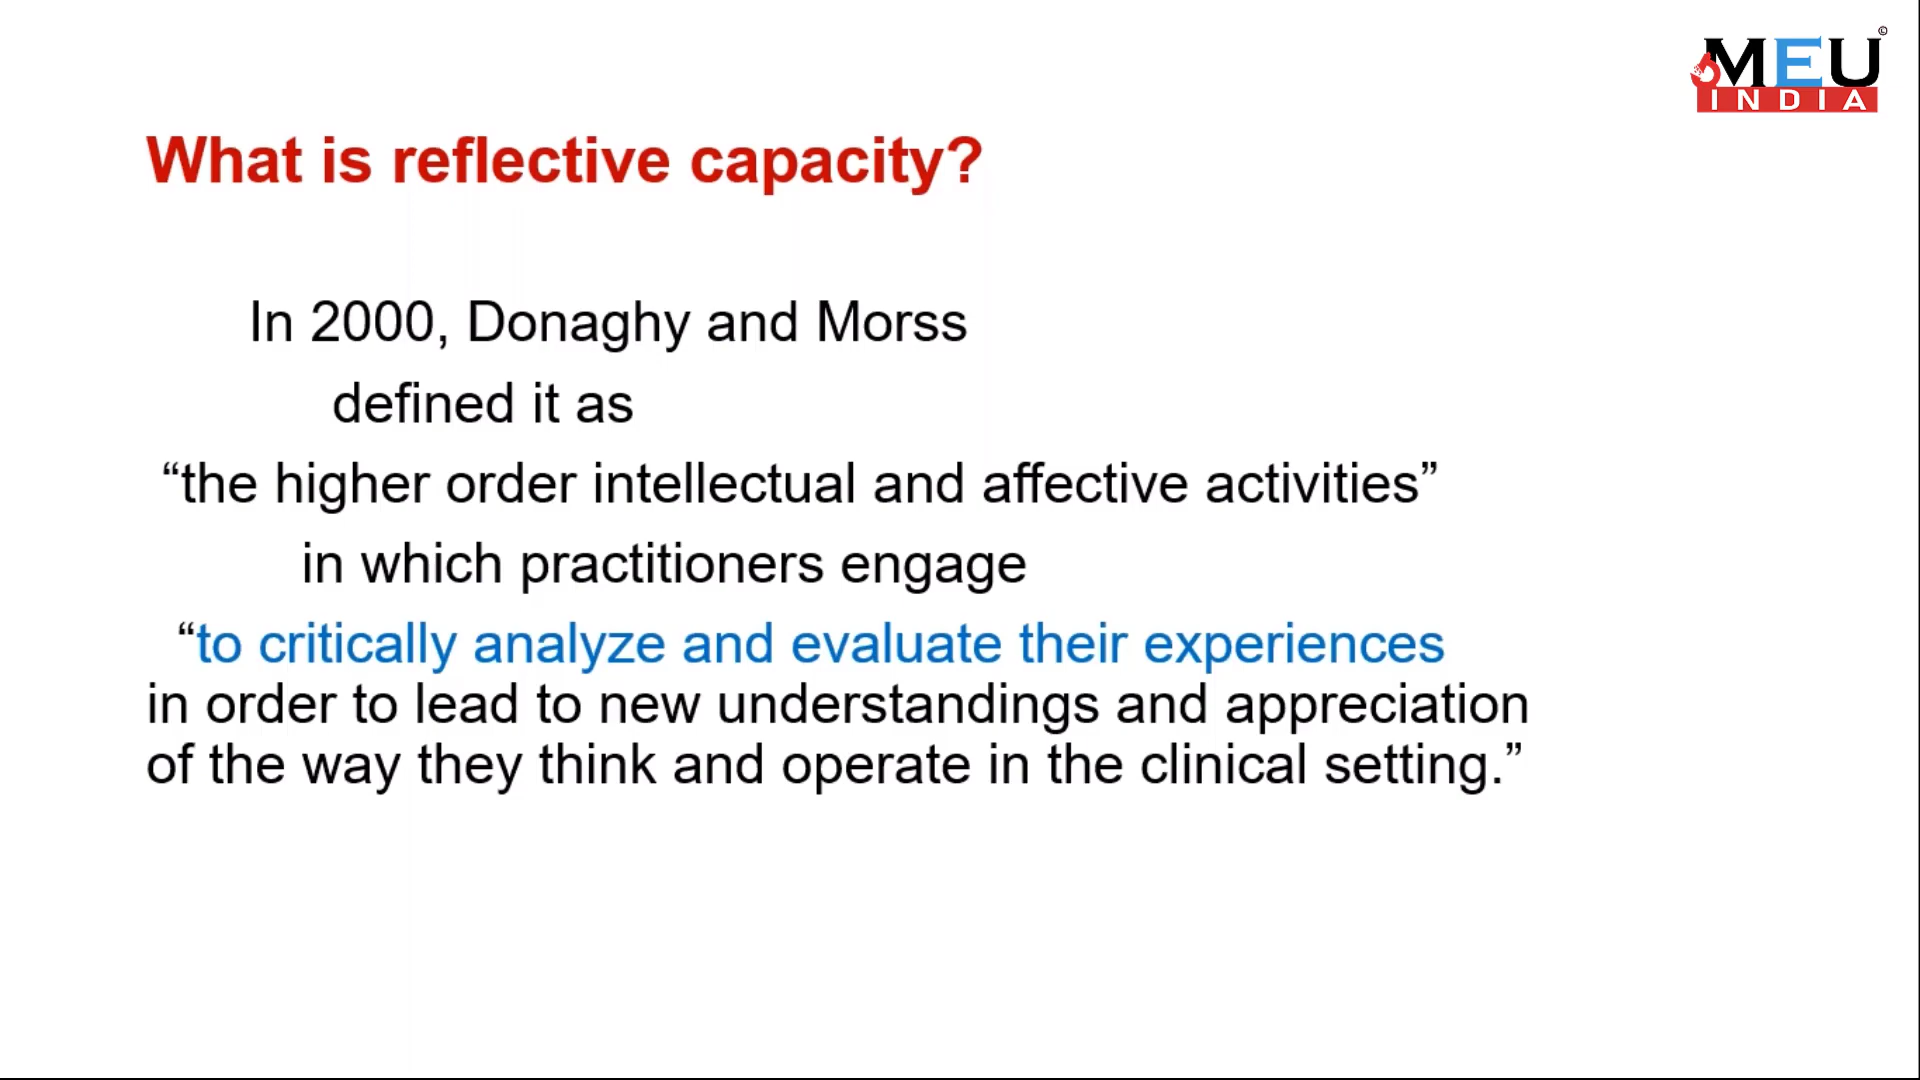 MEU
©
INDIA
What is reflective capacity?
In 2000, Donaghy and Morss
defined it as
“the higher order intellectual and affective activities”
in which practitioners engage
“to critically analyze and evaluate their experiences
in order to lead to new understandings and appreciation
of the way they think and operate in the clinical setting.”